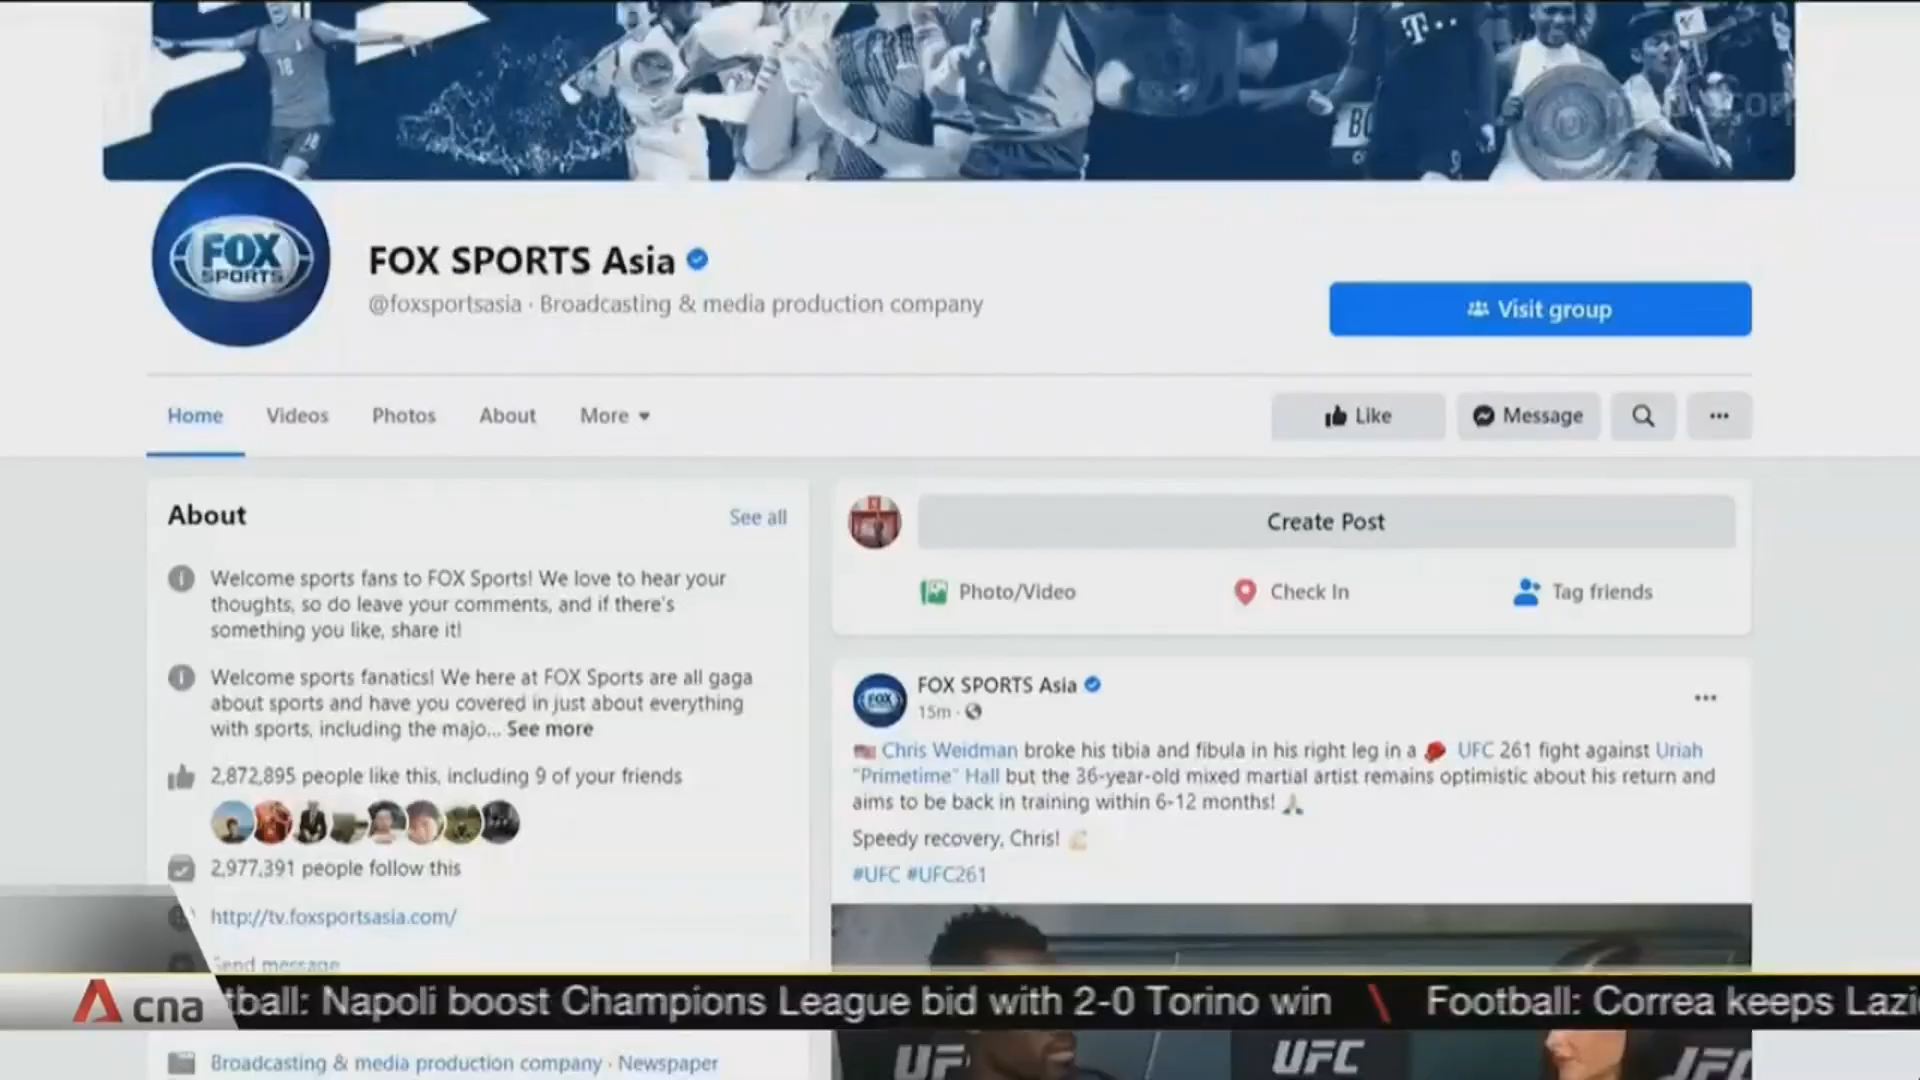 18
T··
mediacorp
FOX
SPORTS
FOX SPORTS Asia
@foxsportsasia · Broadcasting & media production company
Visit group
Home Videos Photos About More
Like Message ...
About See all
Create Post
Welcome sports fans to FOX Sports! We love to hear your
thoughts, so do leave your comments, and if there's
something you like, share it!
Photo/Video Check In Tag friends
Welcome sports fanatics! We here at FOX Sports are all gaga
about sports and have you covered in just about everything
with sports, including the majo... See more
2,872,895 people like this, including 9 of your friends
2,977,391 people follow this
http://tv.foxsportsasia.com/
Send message
Broadcasting & media production company · Newspaper
FOX
FOX SPORTS Asia
15m ·
...
Chris Weidman broke his tibia and fibula in his right leg in a UFC 261 fight against Uriah
"Primetime" Hall but the 36-year-old mixed martial artist remains optimistic about his return and
aims to be back in training within 6-12 months!
Speedy recovery, Chris!
#UFC #UFC261
cna
tball: Napoli boost Champions League bid with 2-0 Torino win \ Football: Correa keeps Lazi
UF UFC UFC